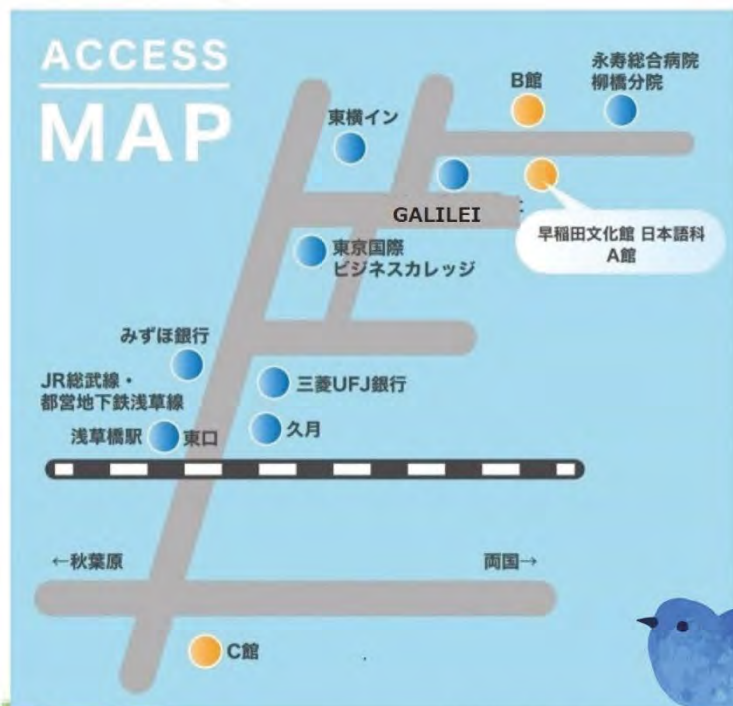 ACCESS
MAP
東横イン
B館
永寿総合病院
柳橋分院
GALILEI
早稲田文化館 日本語科
A館
東京国際
ビジネスカレッジ
みずほ銀行
JR総武線・
都営地下鉄浅草線
浅草橋駅
東口
三菱UFJ銀行
久月
←秋葉原
両国→
C館